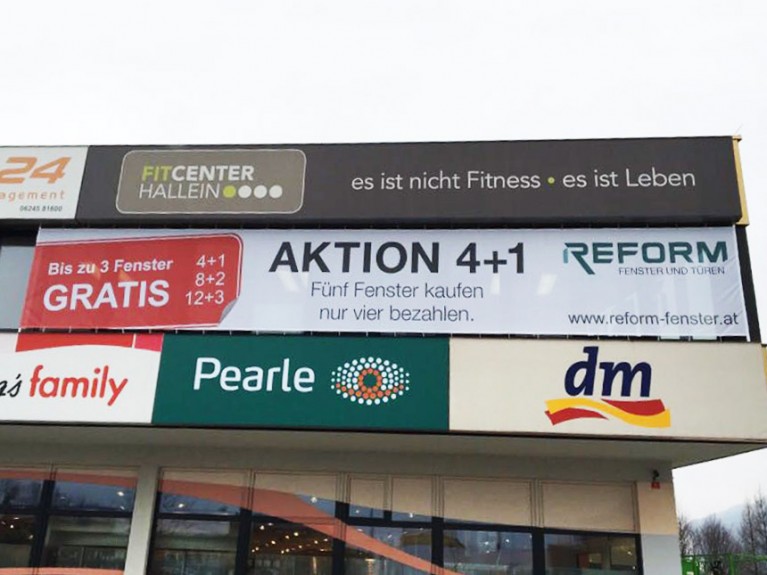 24
agement
06245 81600
FITCENTER
HALLEIN
es ist nicht Fitness • es ist Leben
Bis zu 3 Fenster
GRATIS
4+1
8+2
12+3
AKTION 4+1
Fünf Fenster kaufen
nur vier bezahlen.
REFORM
FENSTER UND TÜREN
www.reform-fenster.at
's family
Pearle
dm